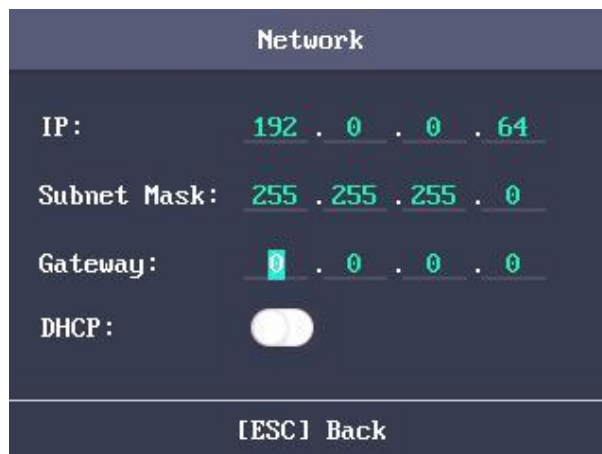 Network
IP: 192 . 0 . 0 . 64
Subnet Mask: 255 . 255 . 255 . 0
Gateway: 0 . 0 . 0 . 0
DHCP:
[ESC] Back